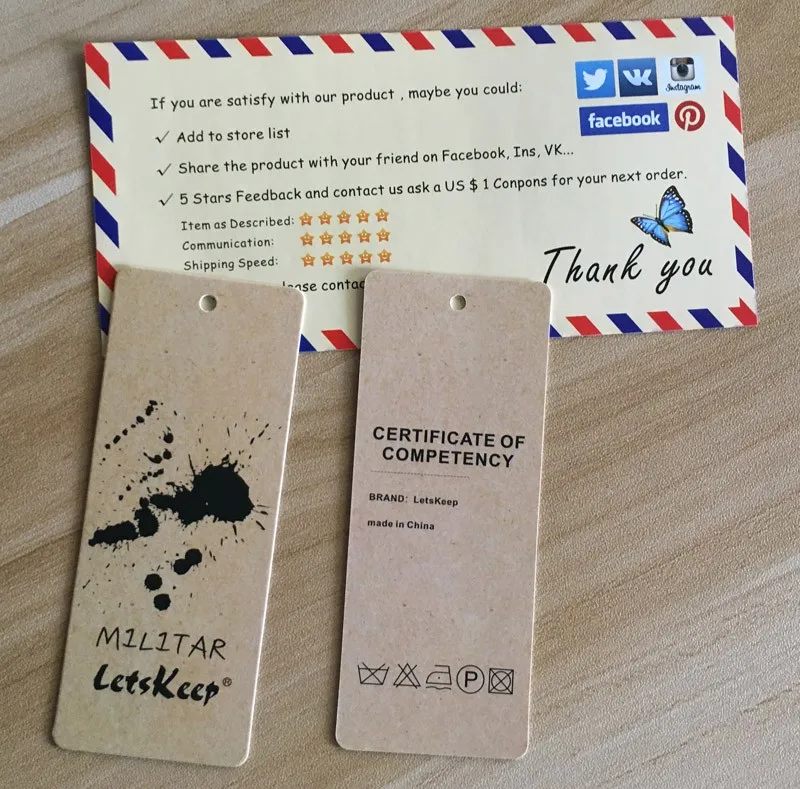 If you are satisfy with our product , maybe you could:
✓ Add to store list
✓ Share the product with your friend on Facebook, Ins, VK...
✓ 5 Stars Feedback and contact us ask a US $ 1 Conpons for your next order.
Item as Described:
Communication:
Shipping Speed:
contac
Instagram
facebook
Thank you
M1L1TAR
LetsKeep®
CERTIFICATE OF
COMPETENCY
BRAND: LetsKeep
made in China
P